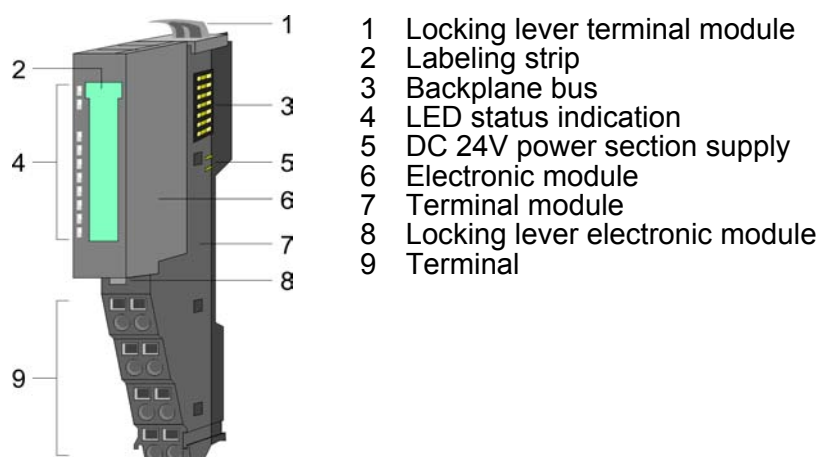 1 Locking lever terminal module
2 Labeling strip
3 Backplane bus
4 LED status indication
5 DC 24V power section supply
6 Electronic module
7 Terminal module
8 Locking lever electronic module
9 Terminal
1
2
3
4
5
6
7
8
9